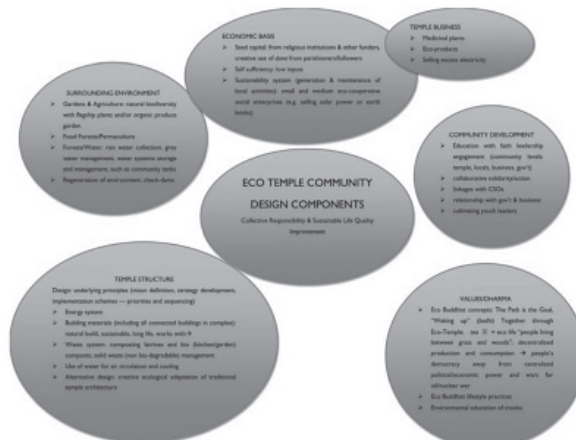 ECONOMIC BASIS
➢ Seed capital from religious institutions & other funders,
creative use of dana from parishioners/followers
➢ Self sufficiency: low inputs
➢ Sustainability system (generation & maintenance of
local activities): small and medium eco-cooperative
social enterprises (e.g. selling solar power or earth
bricks)
TEMPLE BUSINESS
➢ Medicinal plants
➢ Eco-products
➢ Selling excess electricity
SURROUNDING ENVIRONMENT
➢ Gardens & Agriculture: natural biodiversity
with flagship plants and/or organic produce
garden
➢ Food Forests/Permaculture
➢ Forests/Water: rain water collection, grey
water management, water systems storage
and management, such as community tanks
➢ Regeneration of environment: check-dams
COMMUNITY DEVELOPMENT
➢ Education with faith leadership
engagement (community levels:
temple, locals, business, gov't)
➢ collaborative solidarity/action
➢ linkages with CSOs
➢ relationship with gov't & business
➢ cultivating youth leaders
ECO TEMPLE COMMUNITY
DESIGN COMPONENTS
Collective Responsibility & Sustainable Life Quality
Improvement
TEMPLE STRUCTURE
Design underlying principles (vision definition, strategy development,
implementation schemes — priorities and sequencing)
➢ Energy system
➢ Building materials (including all connected buildings in complex):
natural build, sustainable, long life, works with
➢ Waste system: composting latrines and bio (kitchen/garden)
compost; solid waste (non bio-degradable) management
➢ Use of water for air circulation and cooling
➢ Alternative design: creative ecological adaptation of traditional
temple architecture
VALUES/DHARMA
➢ Eco Buddhist concepts: The Path is the Goal,
"Waking up" (bodhi) Together through
Eco-Temple; = eco life "people living
between grass and woods"; decentralized
production and consumption → people's
democracy away from centralized
political/economic power and wars for
oil/nuclear war
➢ Eco Buddhist lifestyle practices
➢ Environmental education of monks